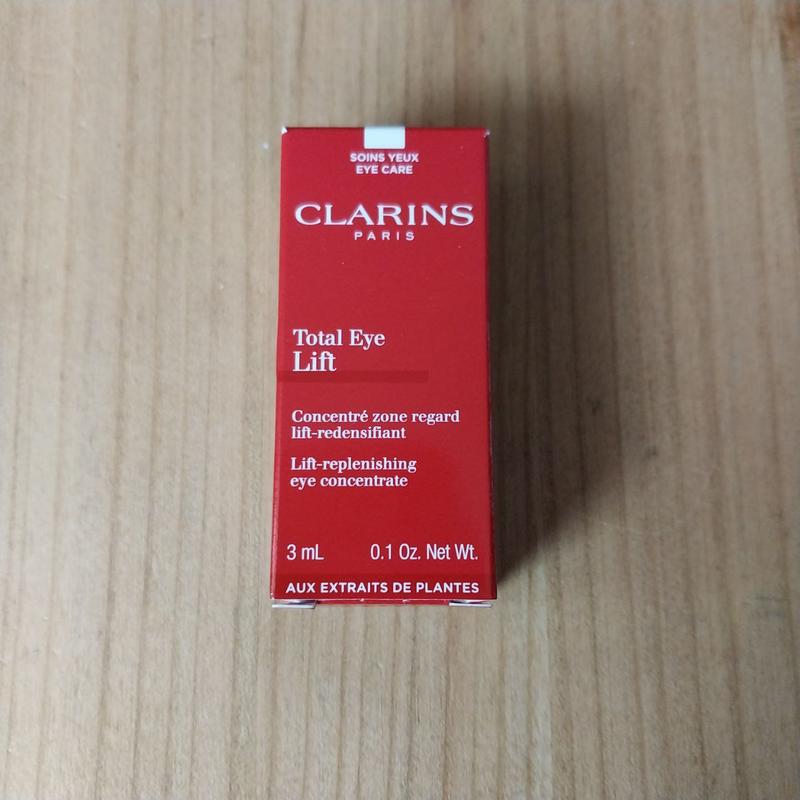 SOINS YEUX
EYE CARE
CLARINS
PARIS
Total Eye
Lift
Concentré zone regard
lift-redensifiant
Lift-replenishing
eye concentrate
3 mL 0.1 Oz. Net Wt.
AUX EXTRAITS DE PLANTES